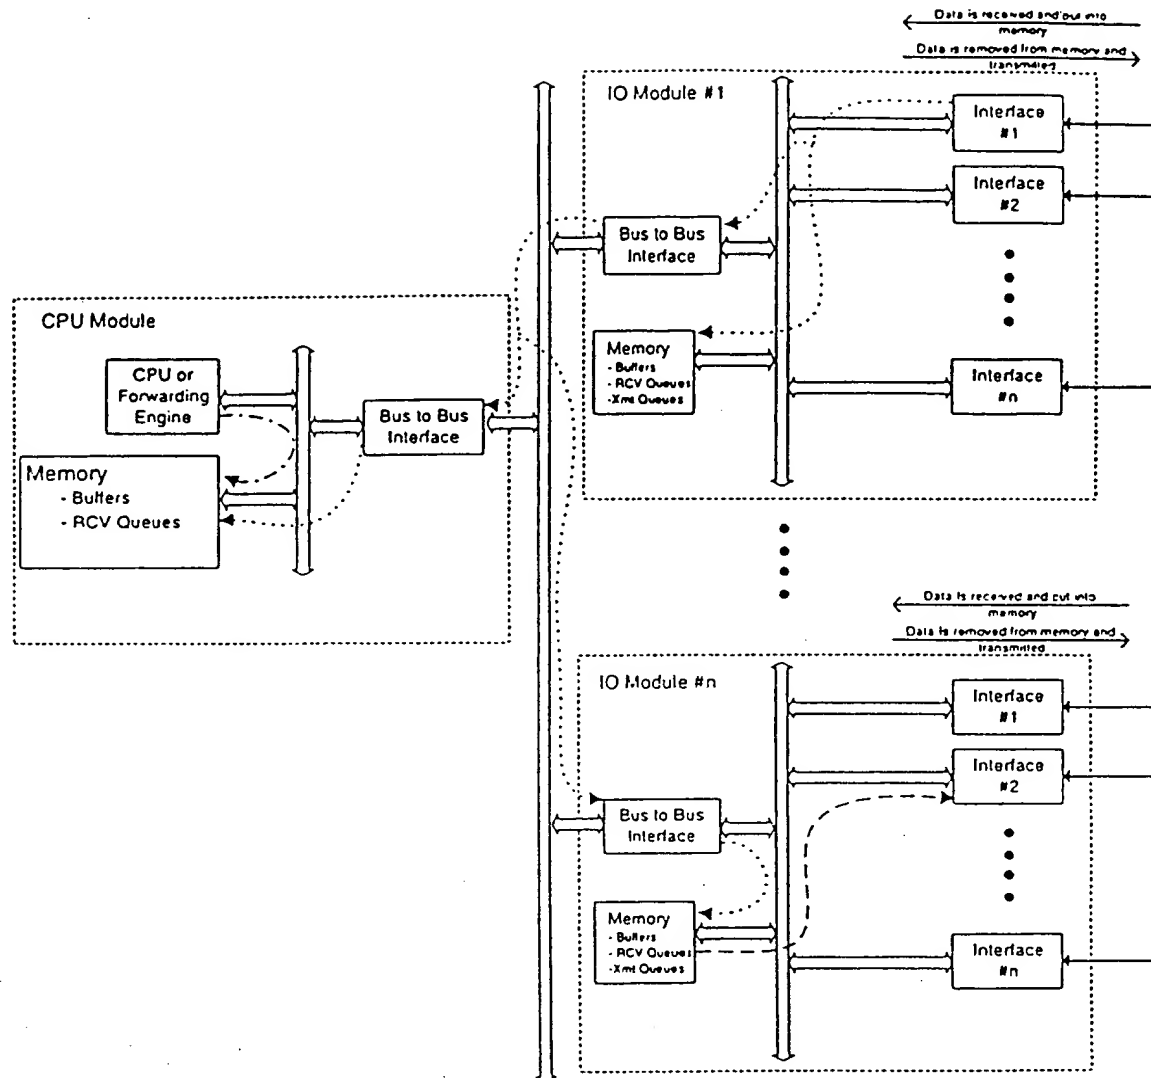 Data is received and put into
memory
Data is removed from memory and
transmitted
IO Module #1
Interface
#1
Interface
#2
Bus to Bus
Interface
Memory
- Buffers
- RCV Queues
-Xmt Queues
Interface
#n
CPU Module
CPU or
Forwarding
Engine
Bus to Bus
Interface
Memory
- Buffers
- RCV Queues
Data is received and put into
memory
Data is removed from memory and
transmitted
IO Module #n
Interface
#1
Interface
#2
Bus to Bus
Interface
Memory
- Buffers
- RCV Queues
-Xmt Queues
Interface
#n